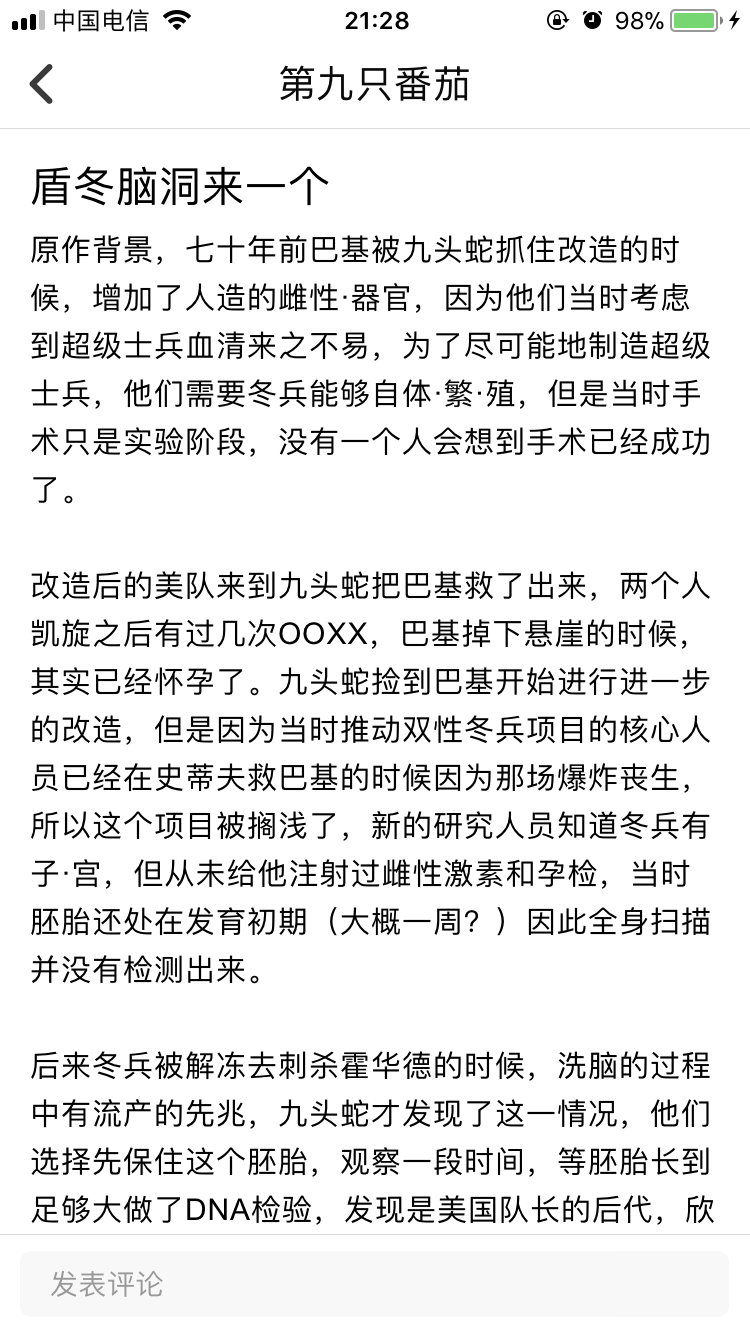 中国电信
21:28
98%
第九只番茄
盾冬脑洞来一个
原作背景，七十年前巴基被九头蛇抓住改造的时
候，增加了人造的雌性·器官，因为他们当时考虑
到超级士兵血清来之不易，为了尽可能地制造超级
士兵，他们需要冬兵能够自体·繁·殖，但是当时手
术只是实验阶段，没有一个人会想到手术已经成功
了。
改造后的美队来到九头蛇把巴基救了出来，两个人
凯旋之后有过几次OOXX，巴基掉下悬崖的时候，
其实已经怀孕了。九头蛇捡到巴基开始进行进一步
的改造，但是因为当时推动双性冬兵项目的核心人
员已经在史蒂夫救巴基的时候因为那场爆炸丧生，
所以这个项目被搁浅了，新的研究人员知道冬兵有
子·宫，但从未给他注射过雌性激素和孕检，当时
胚胎还处在发育初期（大概一周？）因此全身扫描
并没有检测出来。
后来冬兵被解冻去刺杀霍华德的时候，洗脑的过程
中有流产的先兆，九头蛇才发现了这一情况，他们
选择先保住这个胚胎，观察一段时间，等胚胎长到
足够大做了DNA检验，发现是美国队长的后代，欣
发表评论